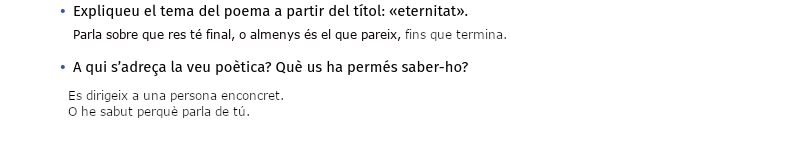 • Expliqueu el tema del poema a partir del títol: «eternitat».
Parla sobre que res té final, o almenys és el que pareix, fins que termina.
• A qui s’adreça la veu poètica? Què us ha permés saber-ho?
Es dirigeix a una persona enconcret.
O he sabut perquè parla de tú.